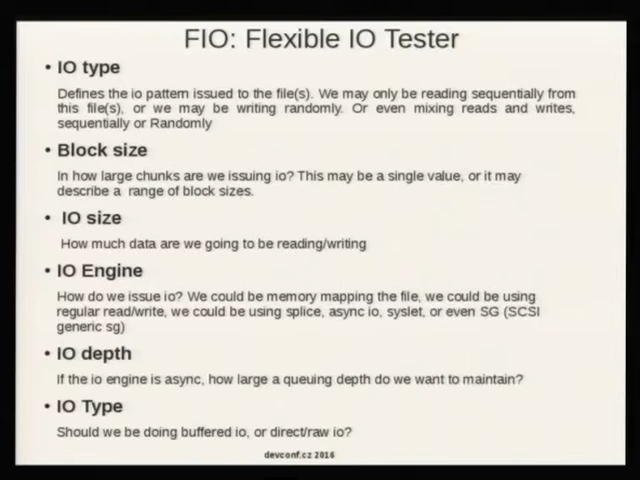 FIO: Flexible IO Tester
• IO type
Defines the io pattern issued to the file(s). We may only be reading sequentially from
this file(s), or we may be writing randomly. Or even mixing reads and writes,
sequentially or Randomly
• Block size
In how large chunks are we issuing io? This may be a single value, or it may
describe a range of block sizes.
• IO size
How much data are we going to be reading/writing
• IO Engine
How do we issue io? We could be memory mapping the file, we could be using
regular read/write, we could be using splice, async io, syslet, or even SG (SCSI
generic sg)
• IO depth
If the io engine is async, how large a queuing depth do we want to maintain?
• IO Type
Should we be doing buffered io, or direct/raw io?
devconf.cz 2016